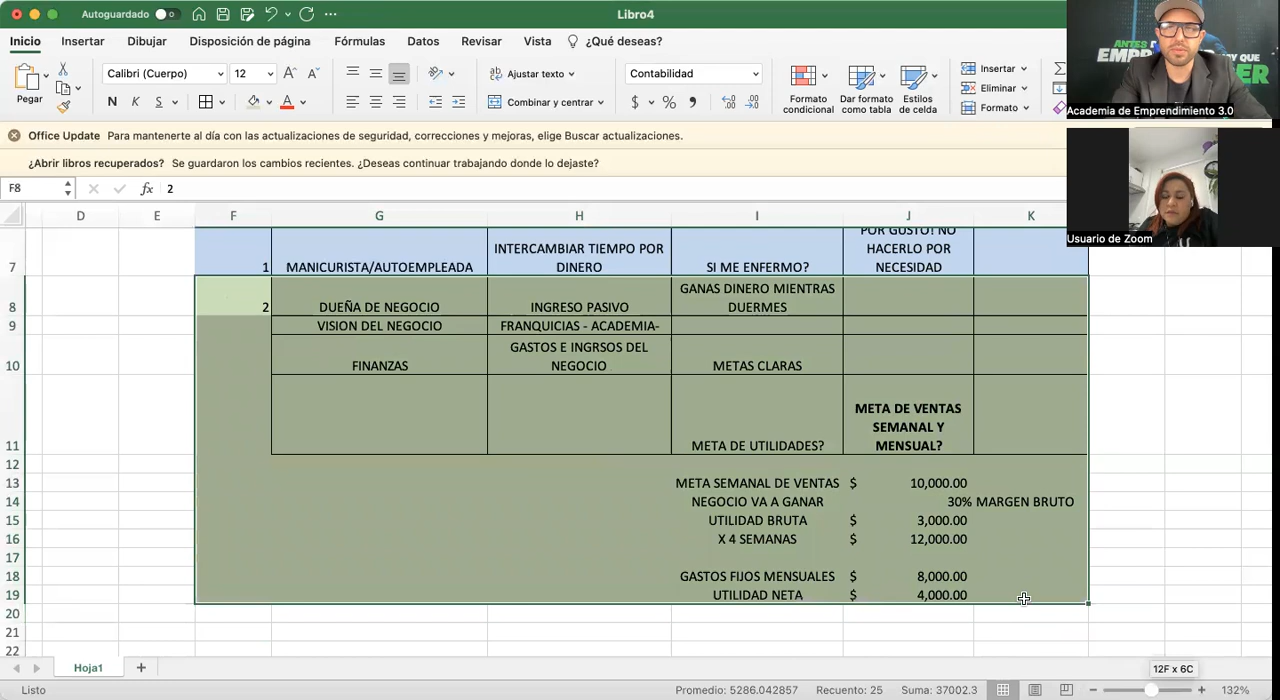 Autoguardado
Libro4
Inicio Insertar Dibujar Disposición de página Fórmulas Datos Revisar Vista ¿Qué deseas?
Pegar
Calibri (Cuerpo) 12
N K S
Ajustar texto
Combinar y centrar
Contabilidad
$ %
Formato condicional
Dar formato como tabla
Estilos de celda
Insertar
Eliminar
Formato
Office Update Para mantenerte al día con las actualizaciones de seguridad, correcciones y mejoras, elige Buscar actualizaciones.
¿Abrir libros recuperados? Se guardaron los cambios recientes. ¿Deseas continuar trabajando donde lo dejaste?
F8 fx 2
D E F G H I J K
7 1 MANICURISTA/AUTOEMPLEADA INTERCAMBIAR TIEMPO POR DINERO SI ME ENFERMO? POR GUSTO! NO HACERLO POR NECESIDAD
8 2 DUEÑA DE NEGOCIO INGRESO PASIVO GANAS DINERO MIENTRAS DUERMES
9 VISION DEL NEGOCIO FRANQUICIAS - ACADEMIA-
10 FINANZAS GASTOS E INGRSOS DEL NEGOCIO METAS CLARAS
11 META DE UTILIDADES? META DE VENTAS SEMANAL Y MENSUAL?
12
13 META SEMANAL DE VENTAS $ 10,000.00
14 NEGOCIO VA A GANAR 30% MARGEN BRUTO
15 UTILIDAD BRUTA $ 3,000.00
16 X 4 SEMANAS $ 12,000.00
17
18 GASTOS FIJOS MENSUALES $ 8,000.00
19 UTILIDAD NETA $ 4,000.00
20
21
22
Hoja1
12F x 6C
Listo Promedio: 5286.042857 Recuento: 25 Suma: 37002.3 132%
ANTES
Academia de Emprendimiento 3.0
Usuario de Zoom